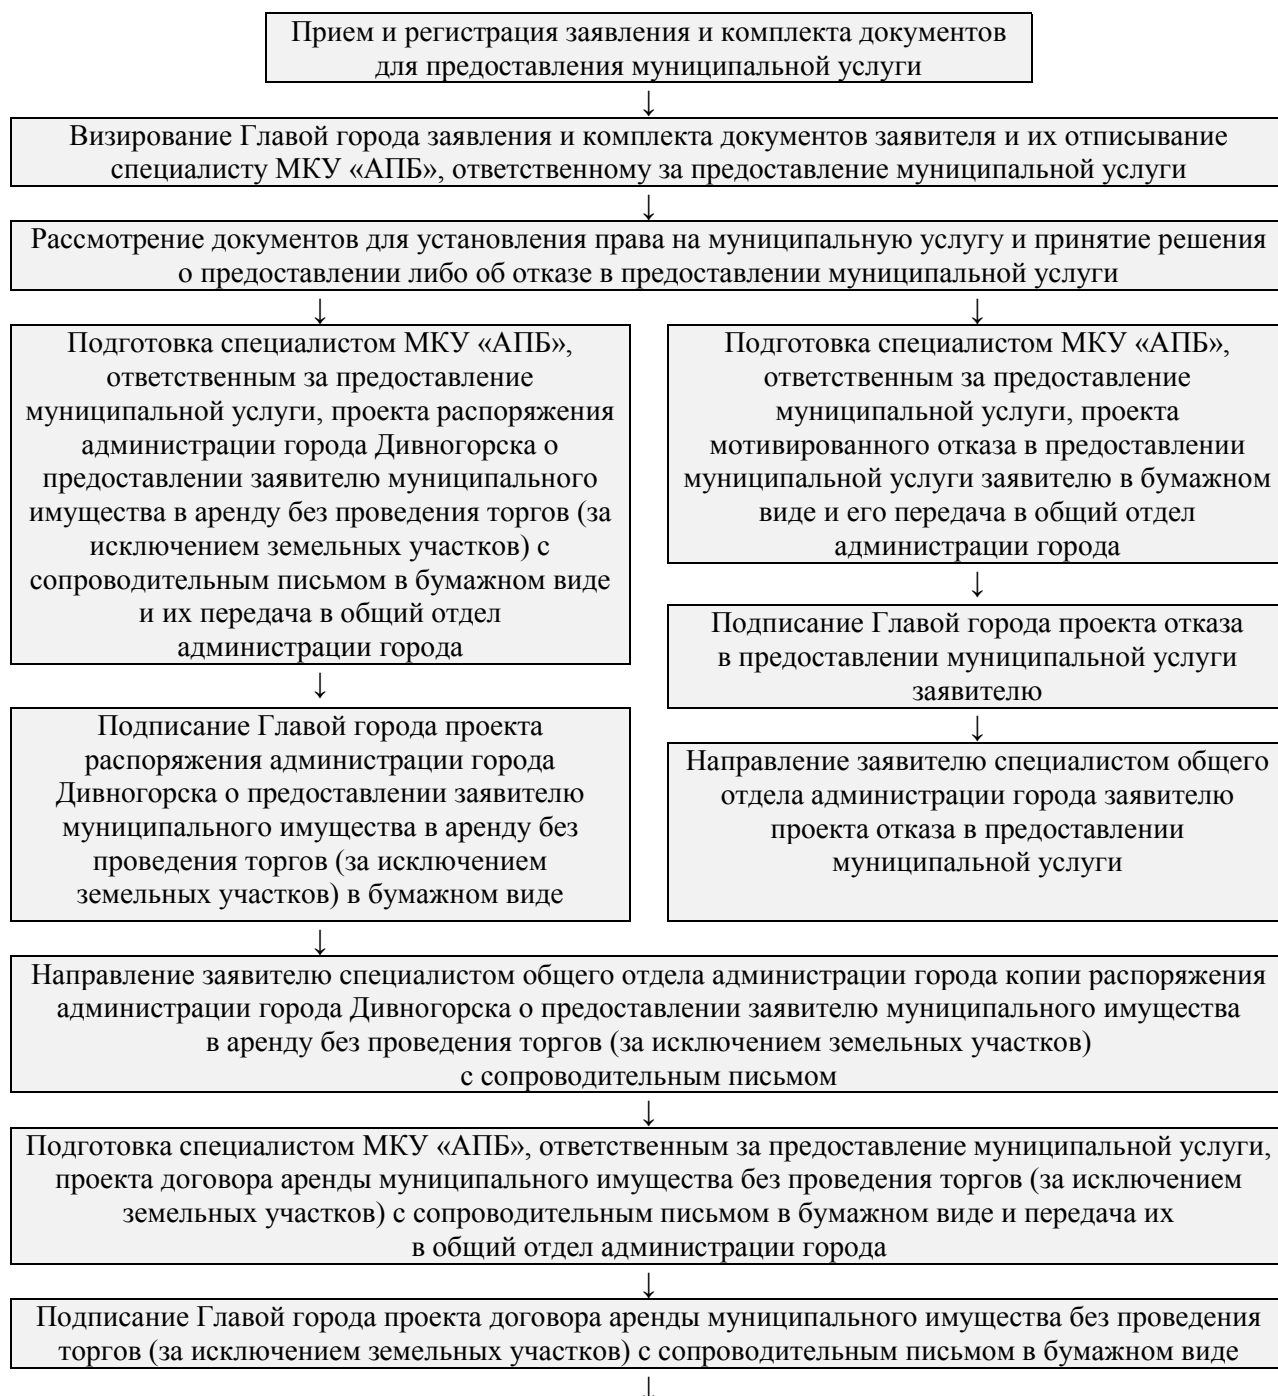 Прием и регистрация заявления и комплекта документов
для предоставления муниципальной услуги
↓
Визирование Главой города заявления и комплекта документов заявителя и их отписывание
специалисту МКУ «АПБ», ответственному за предоставление муниципальной услуги
↓
Рассмотрение документов для установления права на муниципальную услугу и принятие решения
о предоставлении либо об отказе в предоставлении муниципальной услуги
↓
Подготовка специалистом МКУ «АПБ»,
ответственным за предоставление
муниципальной услуги, проекта распоряжения
администрации города Дивногорска о
предоставлении заявителю муниципального
имущества в аренду без проведения торгов (за
исключением земельных участков) с
сопроводительным письмом в бумажном виде
и их передача в общий отдел
администрации города
↓
Подписание Главой города проекта
распоряжения администрации города
Дивногорска о предоставлении заявителю
муниципального имущества в аренду без
проведения торгов (за исключением
земельных участков) в бумажном виде
↓
Подготовка специалистом МКУ «АПБ»,
ответственным за предоставление
муниципальной услуги, проекта
мотивированного отказа в предоставлении
муниципальной услуги заявителю в бумажном
виде и его передача в общий отдел
администрации города
↓
Подписание Главой города проекта отказа
в предоставлении муниципальной услуги
заявителю
↓
Направление заявителю специалистом общего
отдела администрации города заявителю
проекта отказа в предоставлении
муниципальной услуги
↓
Направление заявителю специалистом общего отдела администрации города копии распоряжения
администрации города Дивногорска о предоставлении заявителю муниципального имущества
в аренду без проведения торгов (за исключением земельных участков)
с сопроводительным письмом
↓
Подготовка специалистом МКУ «АПБ», ответственным за предоставление муниципальной услуги,
проекта договора аренды муниципального имущества без проведения торгов (за исключением
земельных участков) с сопроводительным письмом в бумажном виде и передача их
в общий отдел администрации города
↓
Подписание Главой города проекта договора аренды муниципального имущества без проведения
торгов (за исключением земельных участков) с сопроводительным письмом в бумажном виде
↓